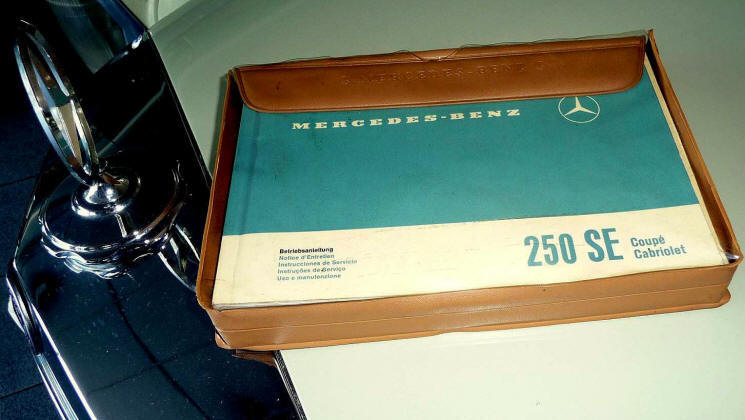 MERCEDES-BENZ
MERCEDES-BENZ
Betriebsanleitung
Notice d'Entretien
Instrucciones de Servicio
Instruções de Serviço
Uso e manutenzione
250 SE Coupé
Cabriolet